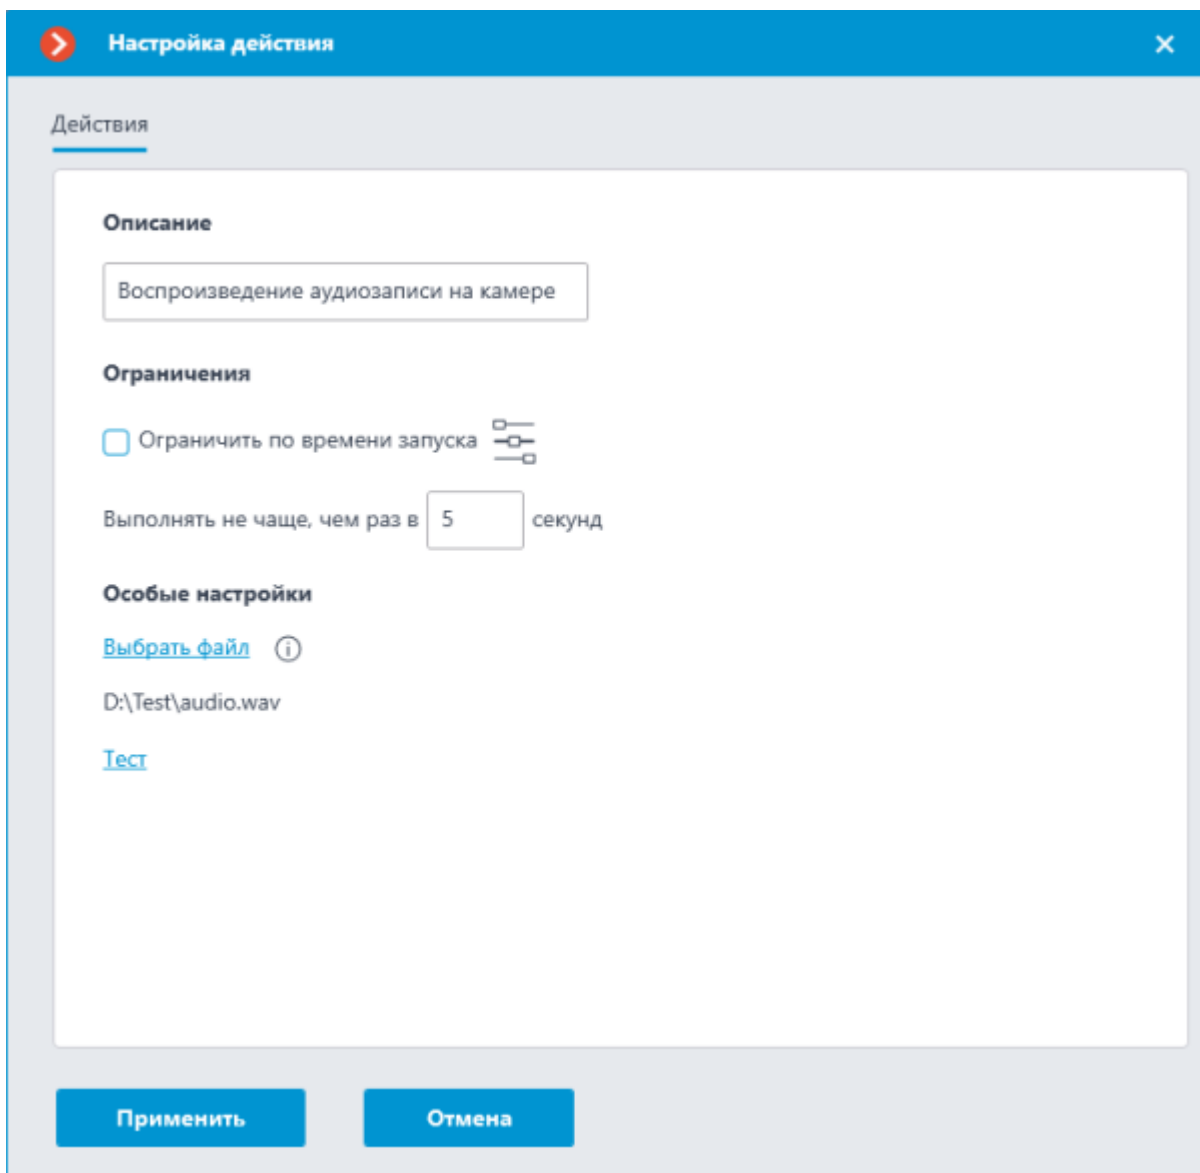 Настройка действия
Действия
Описание
Воспроизведение аудиозаписи на камере
Ограничения
Ограничить по времени запуска
Выполнять не чаще, чем раз в 5 секунд
Особые настройки
Выбрать файл
D:\Test\audio.wav
Тест
Применить Отмена